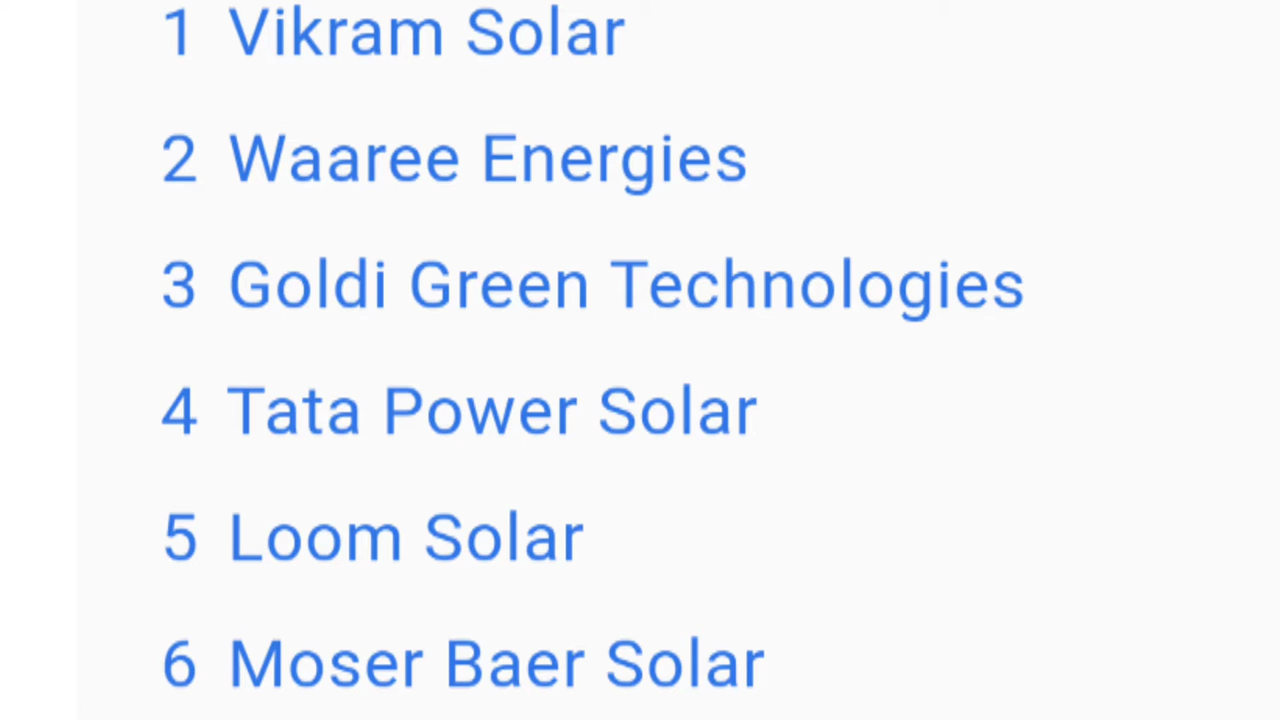 1 Vikram Solar
2 Waaree Energies
3 Goldi Green Technologies
4 Tata Power Solar
5 Loom Solar
6 Moser Baer Solar